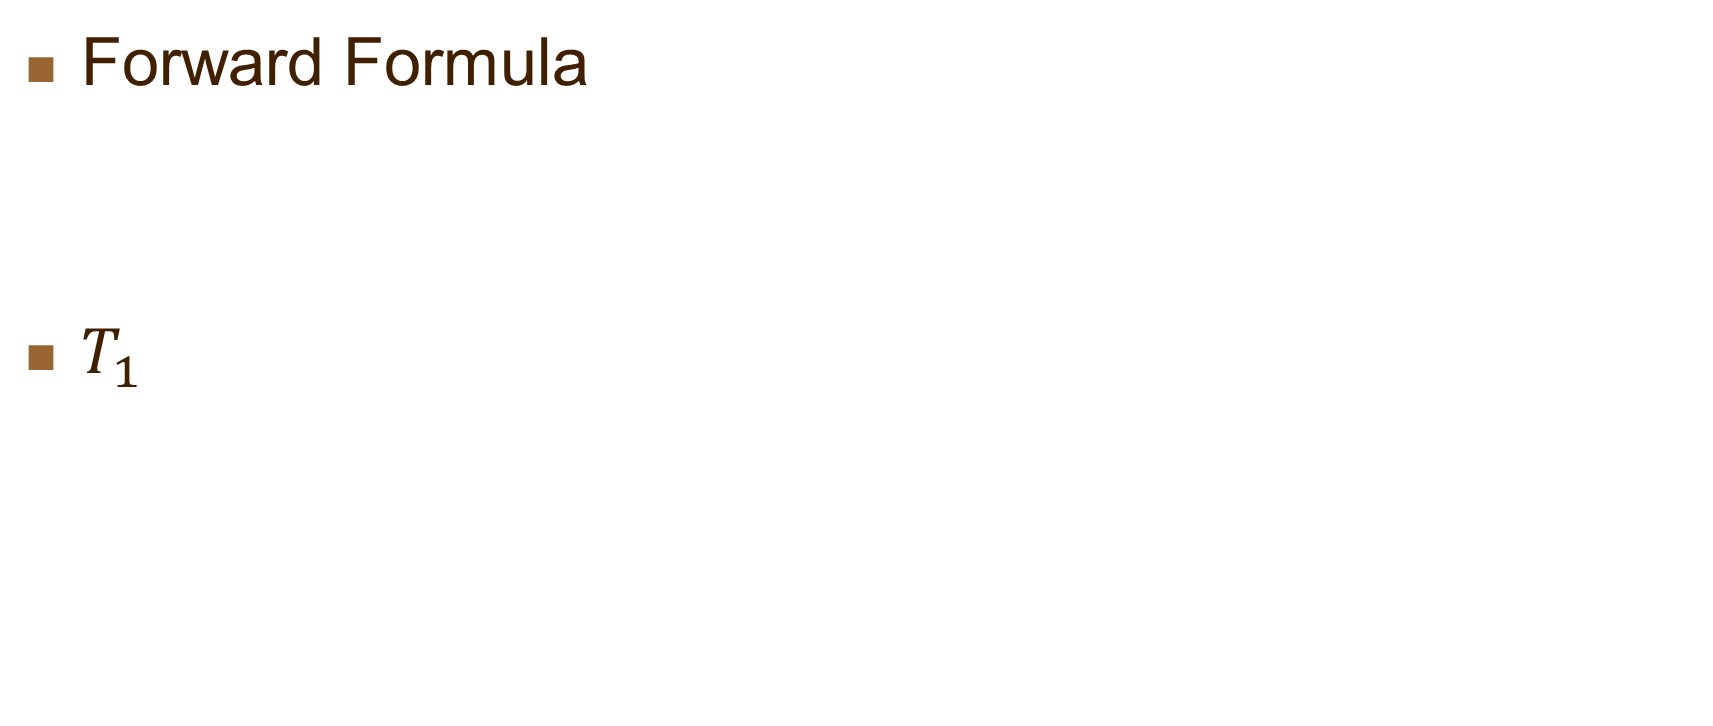 ■ Forward Formula
■ T₁